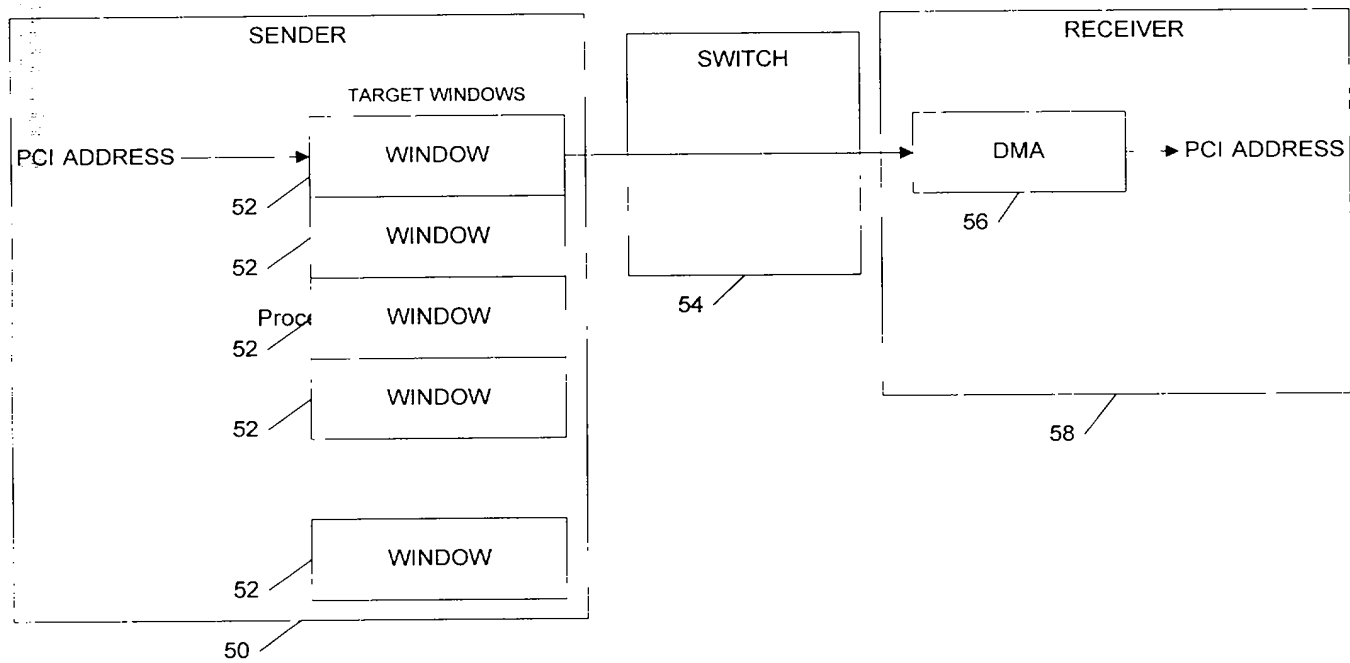 SENDER
TARGET WINDOWS
PCI ADDRESS
WINDOW
52
WINDOW
52
Proce
WINDOW
52
WINDOW
52
WINDOW
52
50
SWITCH
54
RECEIVER
DMA
PCI ADDRESS
56
58